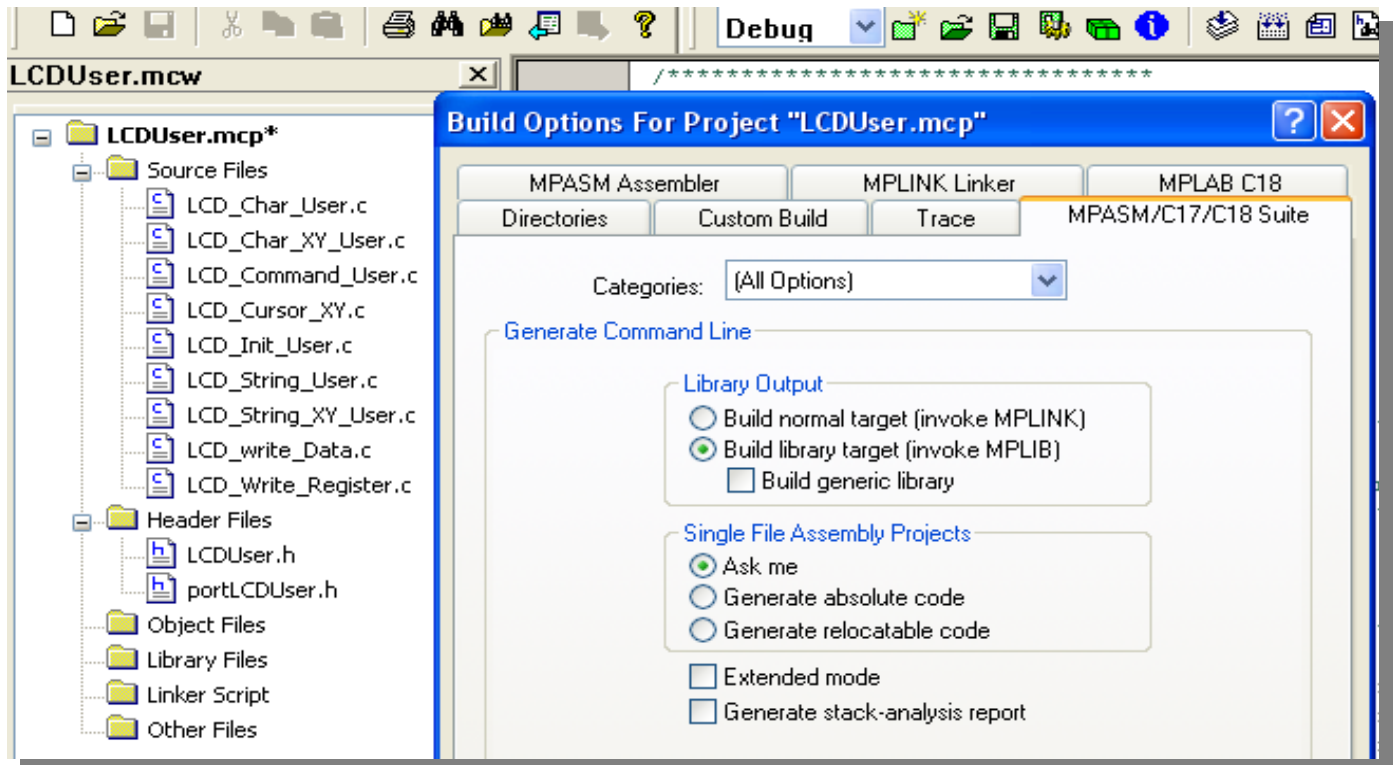 Debug
LCDUser.mcw
/*********************************
LCDUser.mcp*
Source Files
LCD_Char_User.c
LCD_Char_XY_User.c
LCD_Command_User.c
LCD_Cursor_XY.c
LCD_Init_User.c
LCD_String_User.c
LCD_String_XY_User.c
LCD_write_Data.c
LCD_Write_Register.c
Header Files
LCDUser.h
portLCDUser.h
Object Files
Library Files
Linker Script
Other Files
Build Options For Project "LCDUser.mcp"
MPASM Assembler MPLINK Linker MPLAB C18
Directories Custom Build Trace MPASM/C17/C18 Suite
Categories: (All Options)
Generate Command Line
Library Output
Build normal target (invoke MPLINK)
Build library target (invoke MPLIB)
Build generic library
Single File Assembly Projects
Ask me
Generate absolute code
Generate relocatable code
Extended mode
Generate stack-analysis report